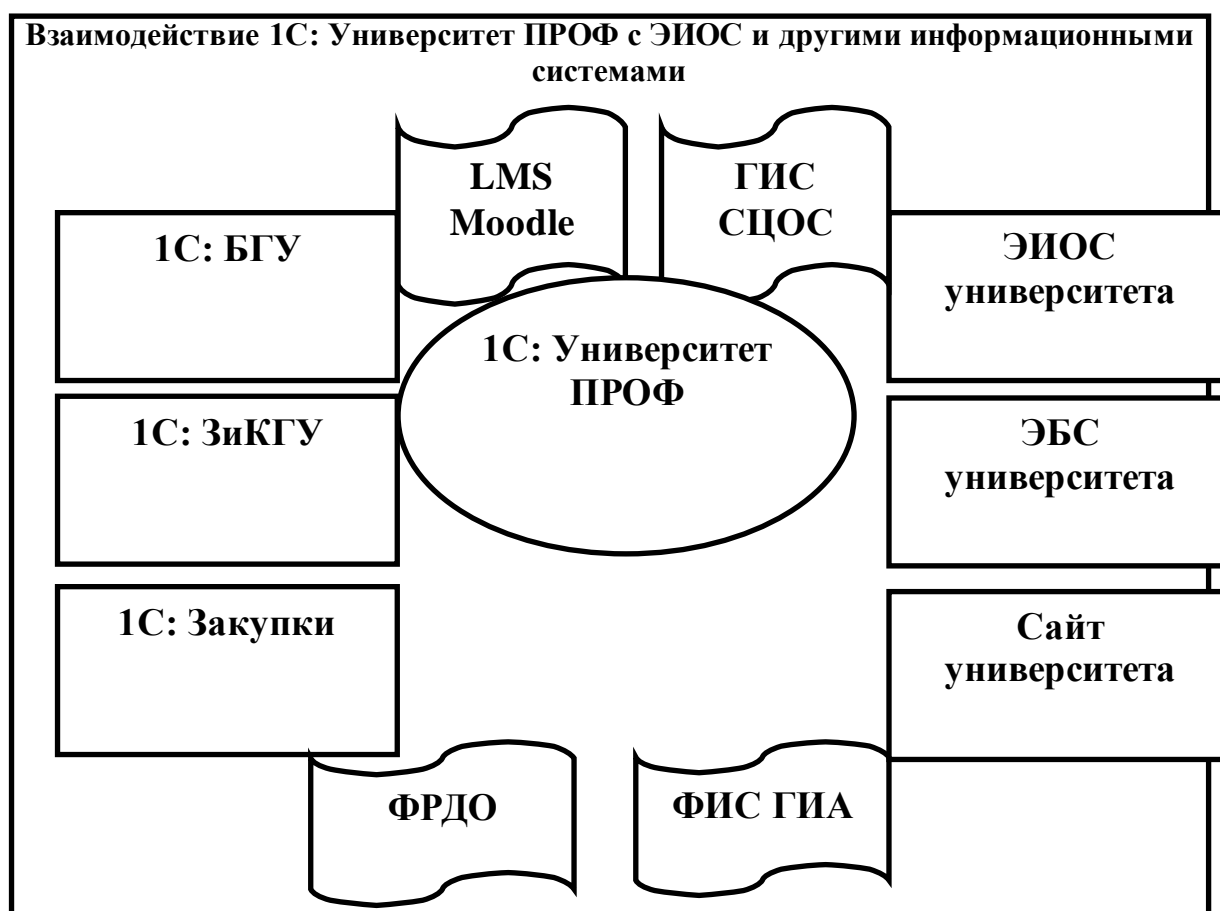 Взаимодействие 1С: Университет ПРОФ с ЭИОС и другими информационными
системами
LMS
Moodle
ГИС
СЦОС
1С: БГУ
ЭИОС
университета
1С: Университет
ПРОФ
1С: ЗиКГУ
ЭБС
университета
1С: Закупки
Сайт
университета
ФРДО
ФИС ГИА